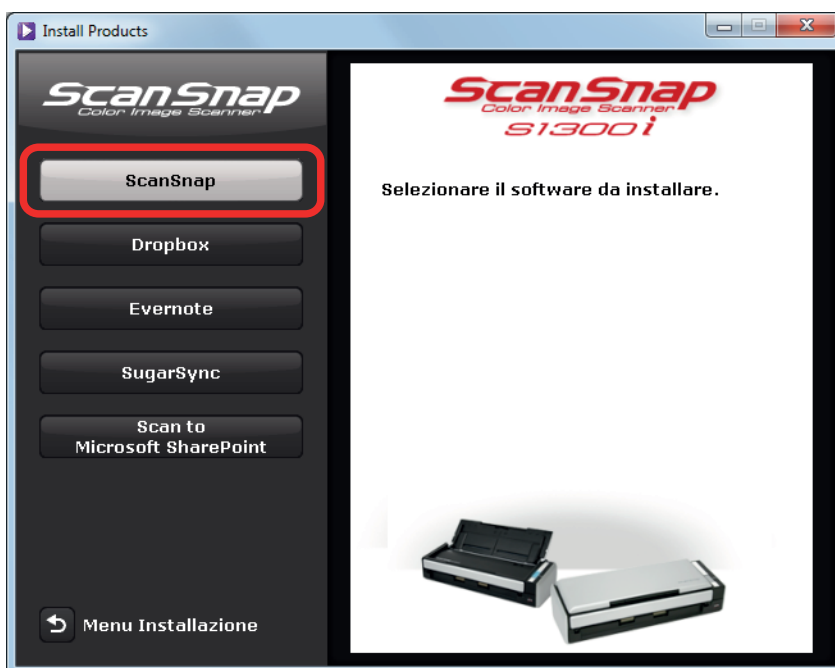 Install Products
ScanSnap
Color Image Scanner
ScanSnap
Dropbox
Evernote
SugarSync
Scan to
Microsoft SharePoint
Menu Installazione
ScanSnap
Color Image Scanner
S1300i
Selezionare il software da installare.